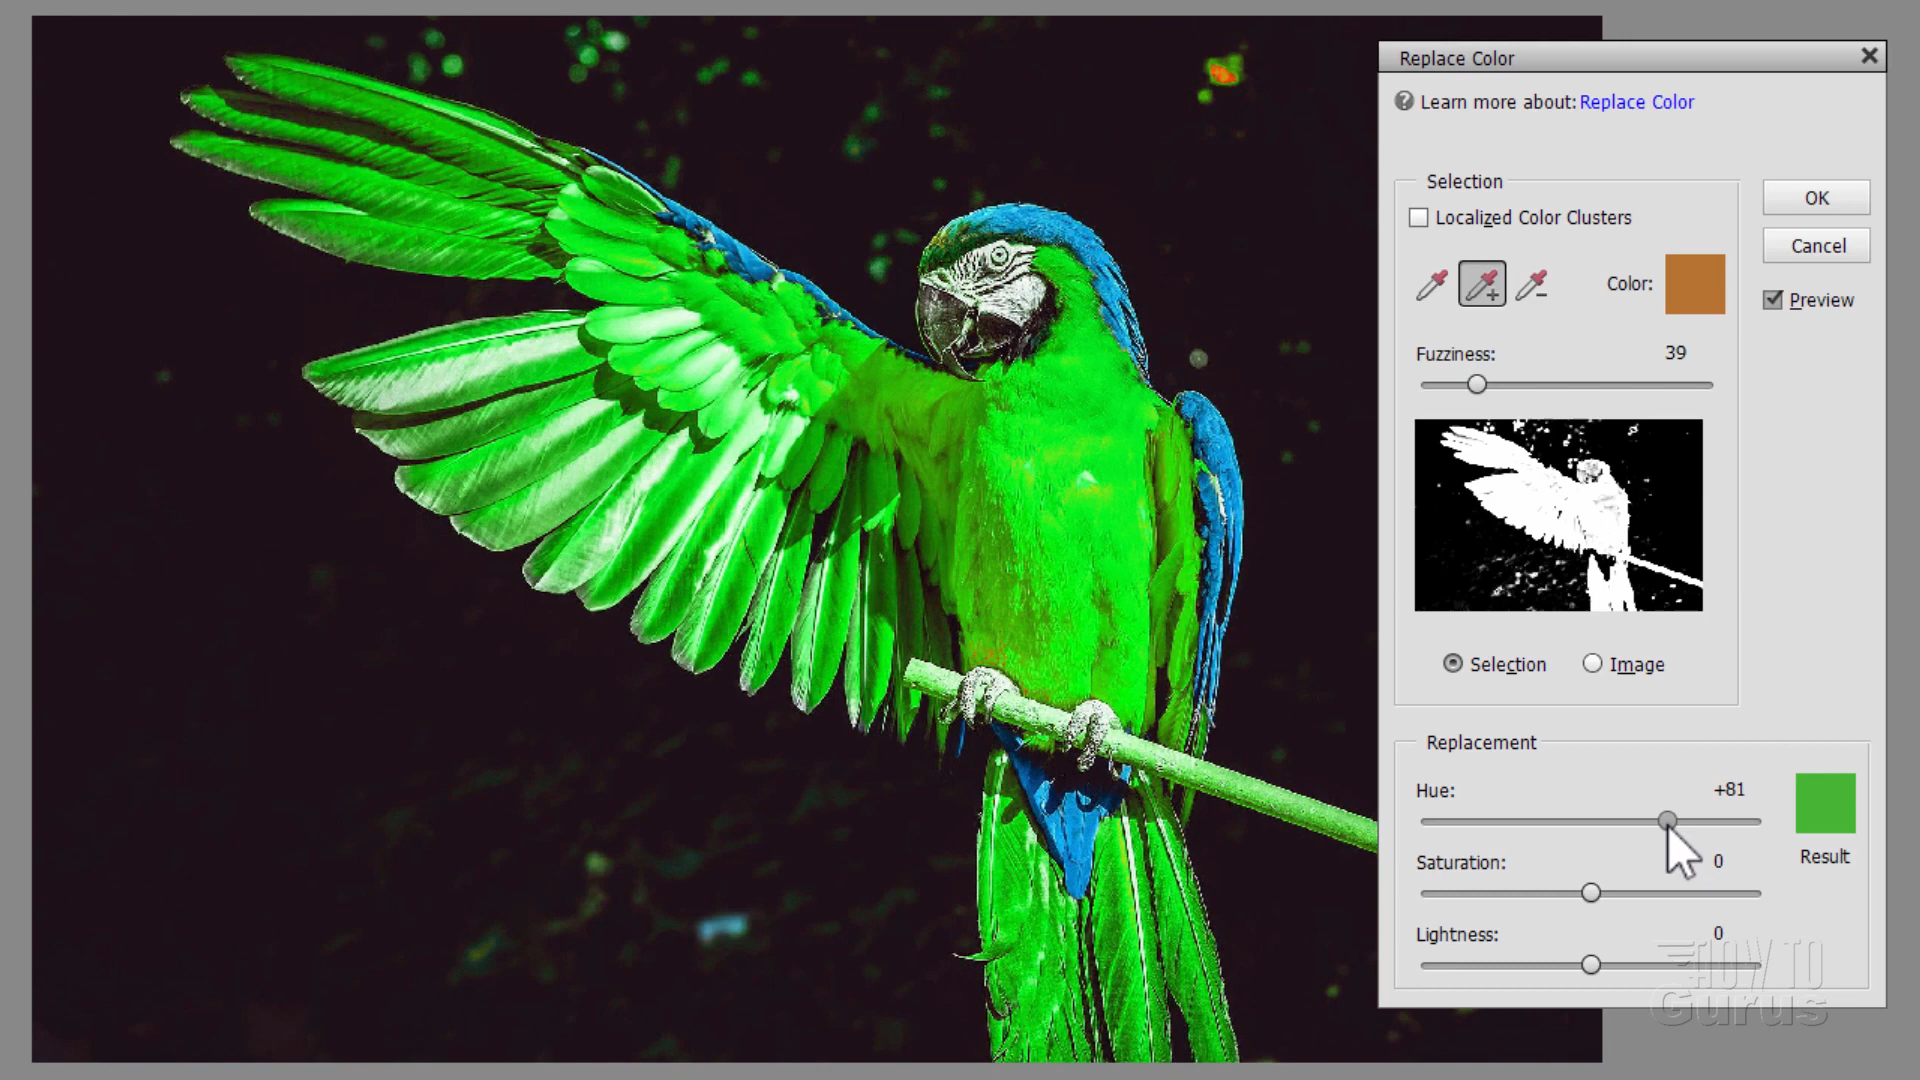 Replace Color
Learn more about: Replace Color
Selection
OK
Localized Color Clusters
Cancel
Color:
Preview
Fuzziness:
39
Selection
Image
Replacement
Hue:
+81
Saturation:
0
Result
Lightness:
0
HOW TO
Gurus